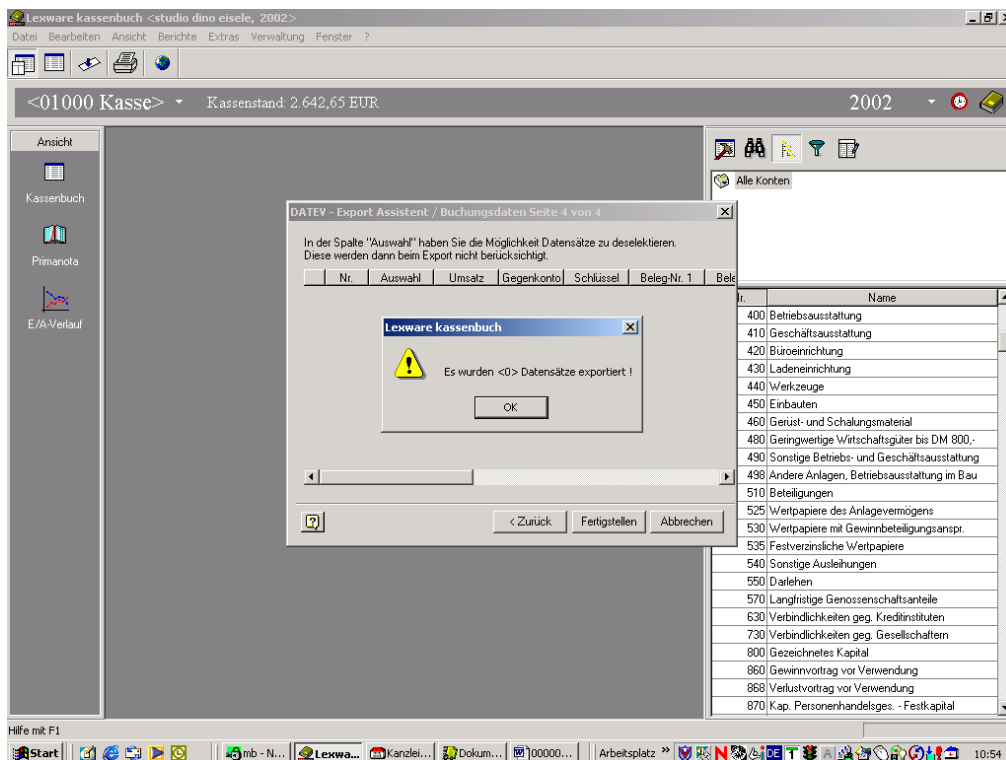 Lexware kassenbuch <studio dino eisele, 2002>
Datei Bearbeiten Ansicht Berichte Extras Verwaltung Fenster ?
<01000 Kasse> Kassenstand: 2.642,65 EUR 2002
Ansicht
Kassenbuch
Primanota
E/A-Verlauf
Alle Konten
DATEV - Export Assistent / Buchungsdaten Seite 4 von 4
In der Spalte "Auswahl" haben Sie die Möglichkeit Datensätze zu deselektieren.
Diese werden dann beim Export nicht berücksichtigt.
Nr. Auswahl Umsatz Gegenkonto Schlüssel Beleg-Nr. 1 Bele
Lexware kassenbuch
Es wurden <0> Datensätze exportiert !
OK
< Zurück Fertigstellen Abbrechen
Name
400 Betriebsausstattung
410 Geschäftsausstattung
420 Büroeinrichtung
430 Ladeneinrichtung
440 Werkzeuge
450 Einbauten
460 Gerüst- und Schalungsmaterial
480 Geringwertige Wirtschaftsgüter bis DM 800,-
490 Sonstige Betriebs- und Geschäftsausstattung
498 Andere Anlagen, Betriebsausstattung im Bau
510 Beteiligungen
525 Wertpapiere des Anlagevermögens
530 Wertpapiere mit Gewinnbeteiligungsanspr.
535 Festverzinsliche Wertpapiere
540 Sonstige Ausleihungen
550 Darlehen
570 Langfristige Genossenschaftsanteile
630 Verbindlichkeiten geg. Kreditinstituten
730 Verbindlichkeiten geg. Gesellschaftern
800 Gezeichnetes Kapital
860 Gewinnvortrag vor Verwendung
868 Verlustvortrag vor Verwendung
870 Kap. Personenhandelsges. - Festkapital
Hilfe mit F1
Start mb - N... Lexwa... Kanzlei... Dokum... 00000... Arbeitsplatz » DE 10:54